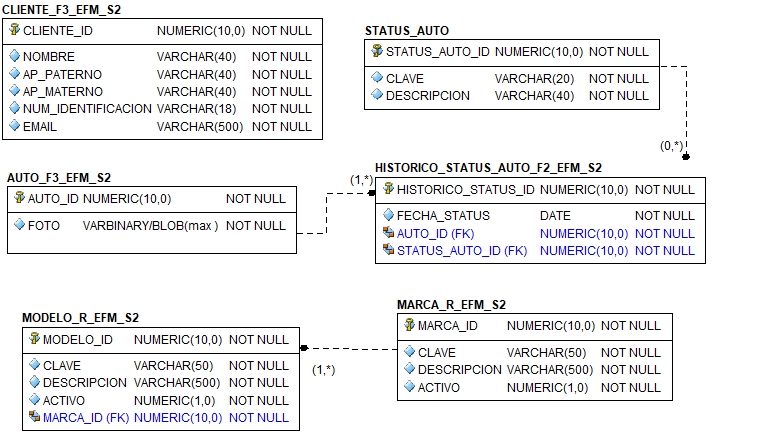 CLIENTE_F3_EFM_S2
CLIENTE_ID NUMERIC(10,0) NOT NULL
NOMBRE VARCHAR(40) NOT NULL
AP_PATERNO VARCHAR(40) NOT NULL
AP_MATERNO VARCHAR(40) NOT NULL
NUM_IDENTIFICACION VARCHAR(18) NOT NULL
EMAIL VARCHAR(500) NOT NULL
STATUS_AUTO
STATUS_AUTO_ID NUMERIC(10,0) NOT NULL
CLAVE VARCHAR(20) NOT NULL
DESCRIPCION VARCHAR(40) NOT NULL
(0,*)
AUTO_F3_EFM_S2
AUTO_ID NUMERIC(10,0) NOT NULL
FOTO VARBINARY/BLOB(max ) NOT NULL
(1,*)
HISTORICO_STATUS_AUTO_F2_EFM_S2
HISTORICO_STATUS_ID NUMERIC(10,0) NOT NULL
FECHA_STATUS DATE NOT NULL
AUTO_ID (FK) NUMERIC(10,0) NOT NULL
STATUS_AUTO_ID (FK) NUMERIC(10,0) NOT NULL
MODELO_R_EFM_S2
MODELO_ID NUMERIC(10,0) NOT NULL
CLAVE VARCHAR(50) NOT NULL
DESCRIPCION VARCHAR(500) NOT NULL
ACTIVO NUMERIC(1,0) NOT NULL
MARCA_ID (FK) NUMERIC(10,0) NOT NULL
(1,*)
MARCA_R_EFM_S2
MARCA_ID NUMERIC(10,0) NOT NULL
CLAVE VARCHAR(50) NOT NULL
DESCRIPCION VARCHAR(500) NOT NULL
ACTIVO NUMERIC(1,0) NOT NULL